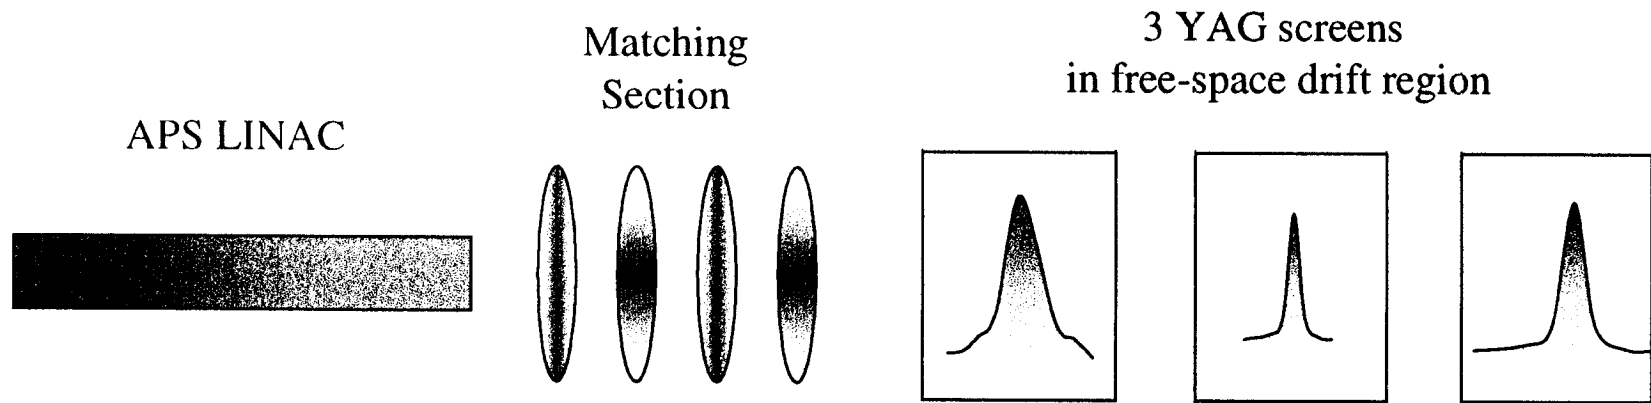 APS LINAC
Matching
Section
3 YAG screens
in free-space drift region